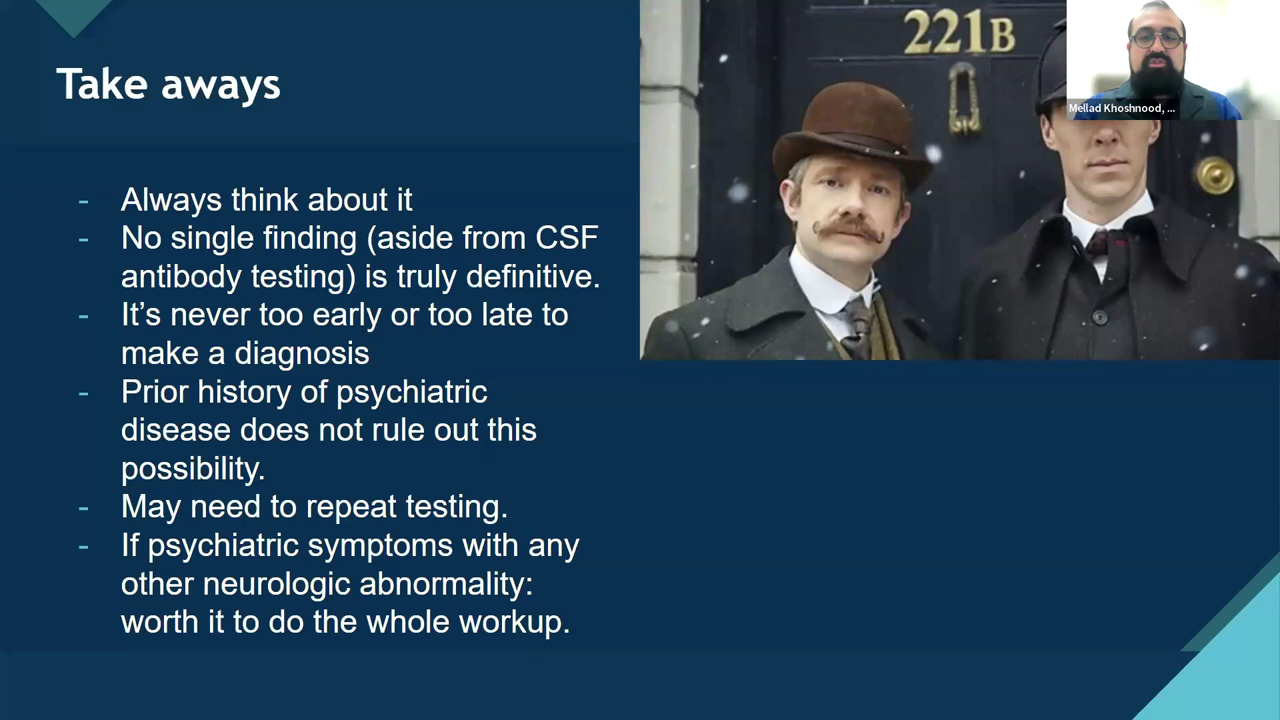 Take aways
221B
Mellad Khoshnood, ...
- Always think about it
- No single finding (aside from CSF
antibody testing) is truly definitive.
- It’s never too early or too late to
make a diagnosis
- Prior history of psychiatric
disease does not rule out this
possibility.
- May need to repeat testing.
- If psychiatric symptoms with any
other neurologic abnormality:
worth it to do the whole workup.